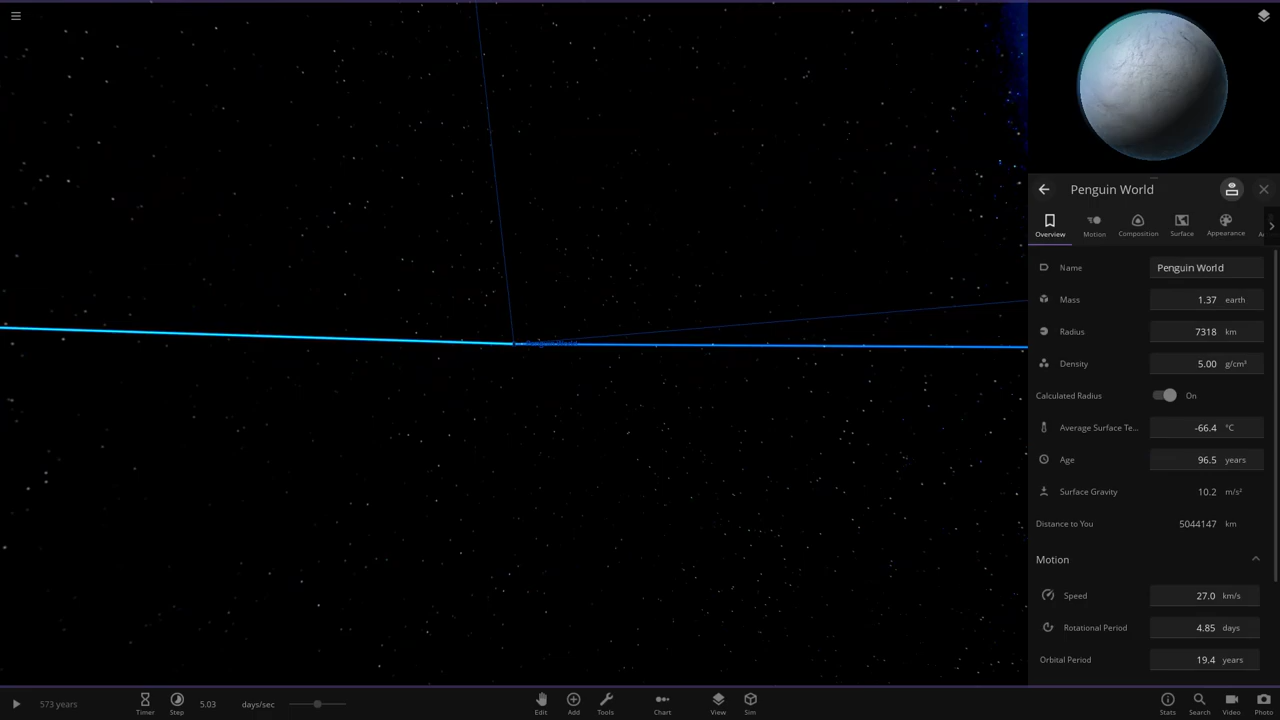 Penguin World
Overview
Motion
Composition
Surface
Appearance
Name Penguin World
Mass 1.37 earth
Radius 7318 km
Penguin World
Density 5.00 g/cm³
Calculated Radius On
Average Surface Te... -66.4 °C
Age 96.5 years
Surface Gravity 10.2 m/s²
Distance to You 5044147 km
Motion
Speed 27.0 km/s
Rotational Period 4.85 days
Orbital Period 19.4 years
573 years
Timer
Step
5.03 days/sec
Edit
Add
Tools
Chart
View
Sim
Stats
Search
Video
Photo